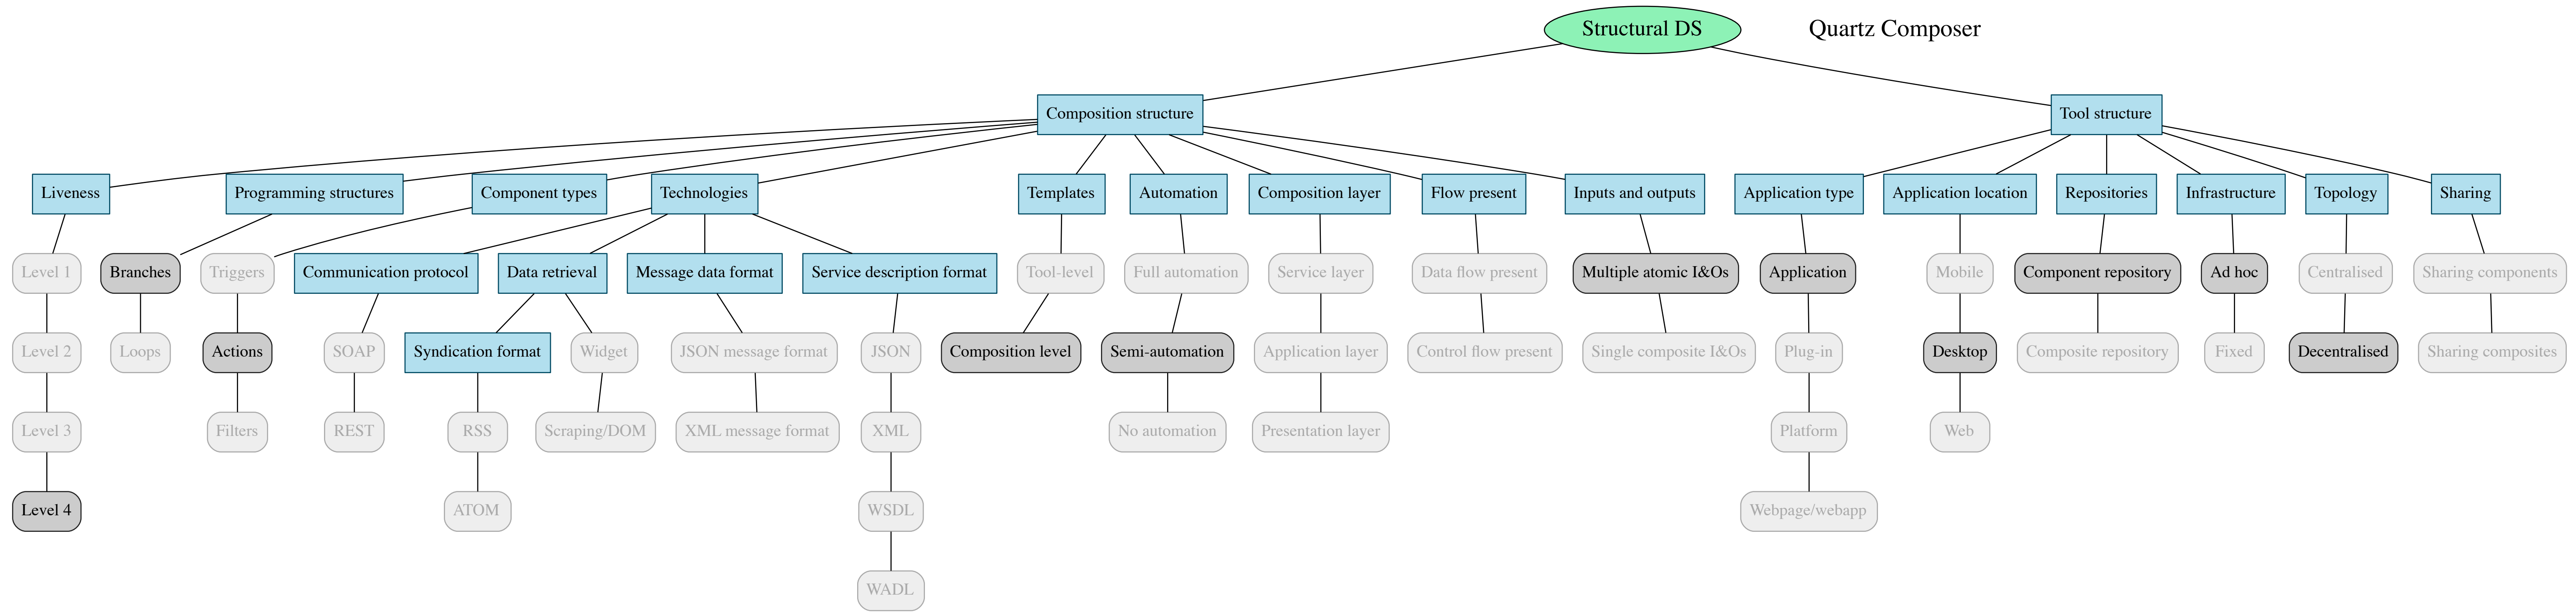 Structural DS
Quartz Composer
Composition structure
Tool structure
Liveness
Programming structures
Component types
Technologies
Templates
Automation
Composition layer
Flow present
Inputs and outputs
Application type
Application location
Repositories
Infrastructure
Topology
Sharing
Level 1
Branches
Triggers
Communication protocol
Data retrieval
Message data format
Service description format
Tool-level
Full automation
Service layer
Data flow present
Multiple atomic I&Os
Application
Mobile
Component repository
Ad hoc
Centralised
Sharing components
Level 2
Loops
Actions
SOAP
Syndication format
Widget
JSON message format
JSON
Composition level
Semi-automation
Application layer
Control flow present
Single composite I&Os
Plug-in
Desktop
Composite repository
Fixed
Decentralised
Sharing composites
Level 3
Filters
REST
RSS
Scraping/DOM
XML message format
XML
No automation
Presentation layer
Platform
Web
Level 4
ATOM
WSDL
Webpage/webapp
WADL